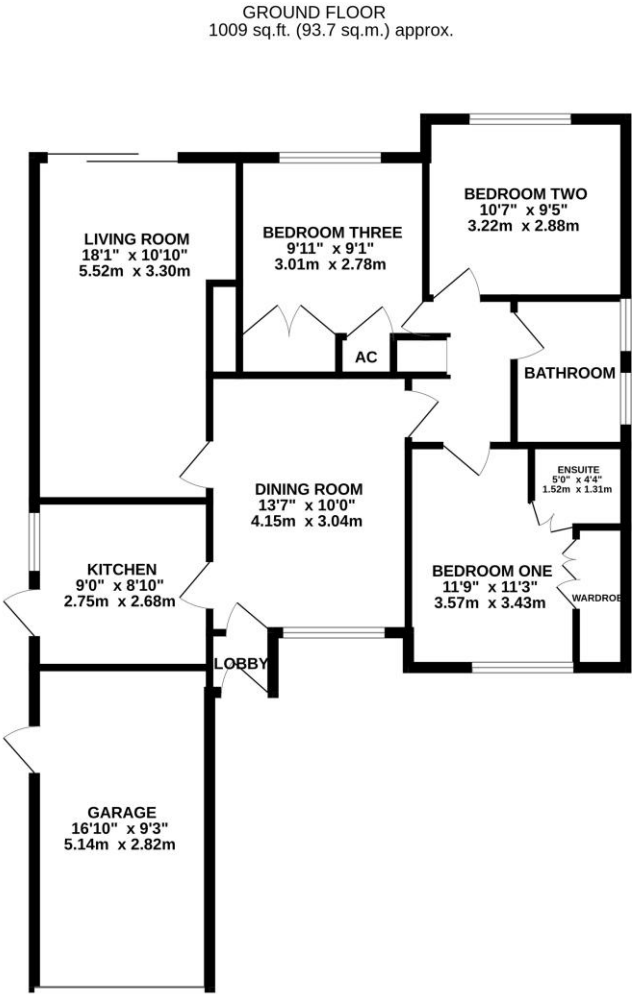 GROUND FLOOR
1009 sq.ft. (93.7 sq.m.) approx.
BEDROOM TWO
10'7" x 9'5"
3.22m x 2.88m
LIVING ROOM
18'1" x 10'10"
5.52m x 3.30m
BEDROOM THREE
9'11" x 9'1"
3.01m x 2.78m
AC
BATHROOM
ENSUITE
5'0" x 4'4"
1.52m x 1.31m
DINING ROOM
13'7" x 10'0"
4.15m x 3.04m
KITCHEN
9'0" x 8'10"
2.75m x 2.68m
BEDROOM ONE
11'9" x 11'3"
3.57m x 3.43m
WARDROBE
LOBBY
GARAGE
16'10" x 9'3"
5.14m x 2.82m